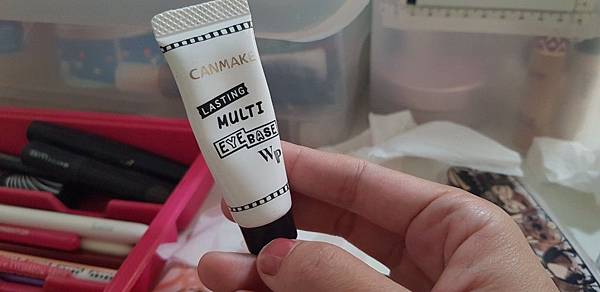 CANMAKE
LASTING
MULTI
EYE BASE
WP